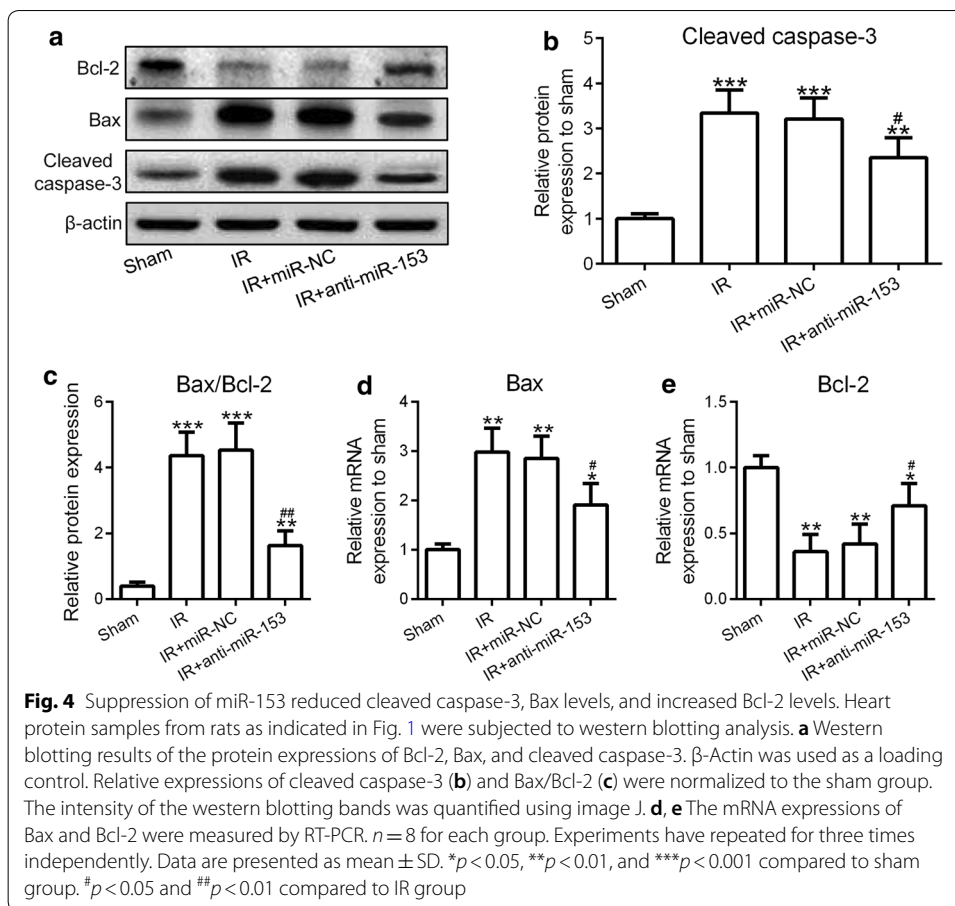 a
Bcl-2
Bax
Cleaved
caspase-3
β-actin
Sham
IR
IR+miR-NC
IR+anti-miR-153
b
Cleaved caspase-3
Relative protein
expression to sham
5
4
3
2
1
0
***
***
#
**
Sham
IR
IR+miR-NC
IR+anti-miR-153
c
Bax/Bcl-2
Relative protein expression
6
4
2
0
***
***
##
**
Sham
IR
IR+miR-NC
IR+anti-miR-153
d
Bax
Relative mRNA
expression to sham
4
3
2
1
0
**
**
#
*
Sham
IR
IR+miR-NC
IR+anti-miR-153
e
Bcl-2
Relative mRNA
expression to sham
1.5
1.0
0.5
0.0
**
**
#
*
Sham
IR
IR+miR-NC
IR+anti-miR-153
Fig. 4 Suppression of miR-153 reduced cleaved caspase-3, Bax levels, and increased Bcl-2 levels. Heart
protein samples from rats as indicated in Fig. 1 were subjected to western blotting analysis. a Western
blotting results of the protein expressions of Bcl-2, Bax, and cleaved caspase-3. β-Actin was used as a loading
control. Relative expressions of cleaved caspase-3 (b) and Bax/Bcl-2 (c) were normalized to the sham group.
The intensity of the western blotting bands was quantified using image J. d, e The mRNA expressions of
Bax and Bcl-2 were measured by RT-PCR. n = 8 for each group. Experiments have repeated for three times
independently. Data are presented as mean ± SD. *p < 0.05, **p < 0.01, and ***p < 0.001 compared to sham
group. #p < 0.05 and ##p < 0.01 compared to IR group